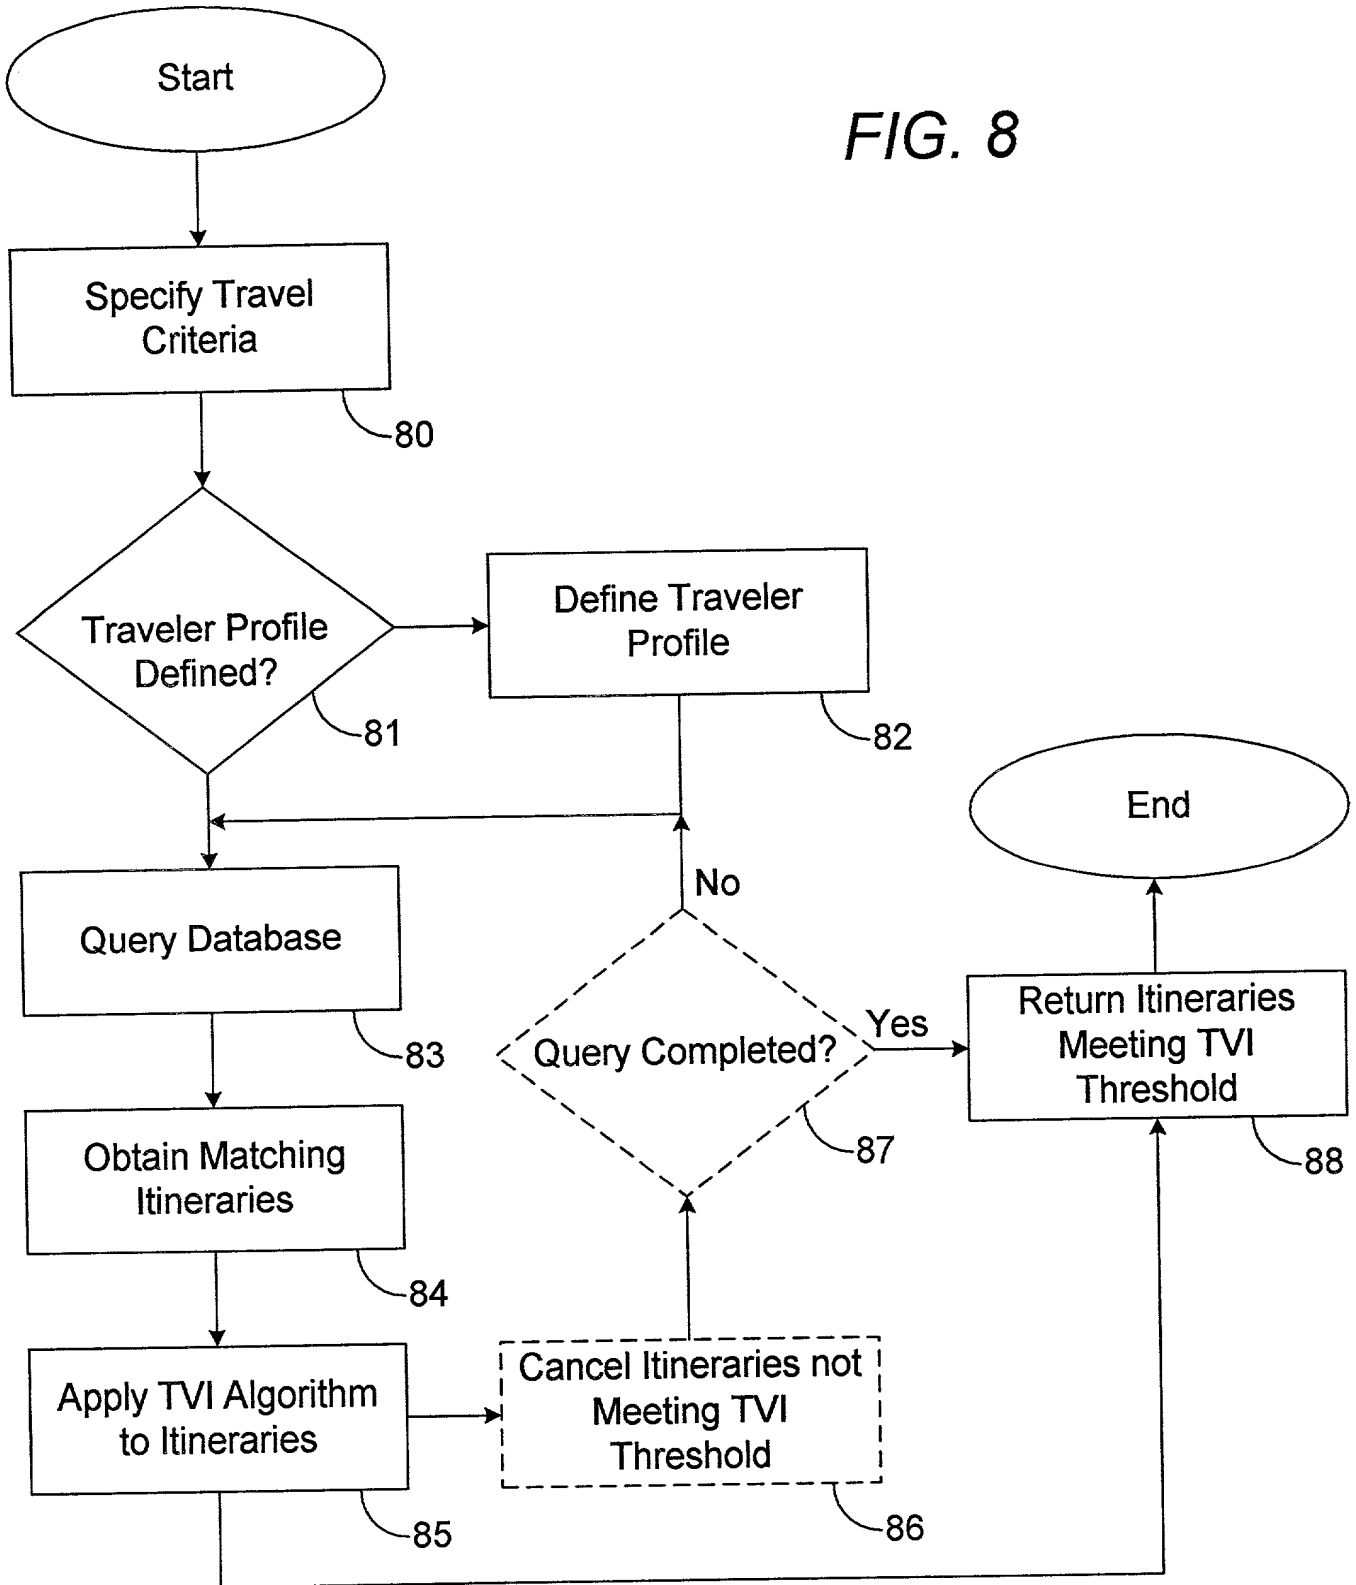 Start
FIG. 8
Specify Travel
Criteria
80
Traveler Profile
Defined?
81
Define Traveler
Profile
82
End
Query Database
83
No
Query Completed?
Yes
87
Return Itineraries
Meeting TVI
Threshold
88
Obtain Matching
Itineraries
84
Apply TVI Algorithm
to Itineraries
85
Cancel Itineraries not
Meeting TVI
Threshold
86